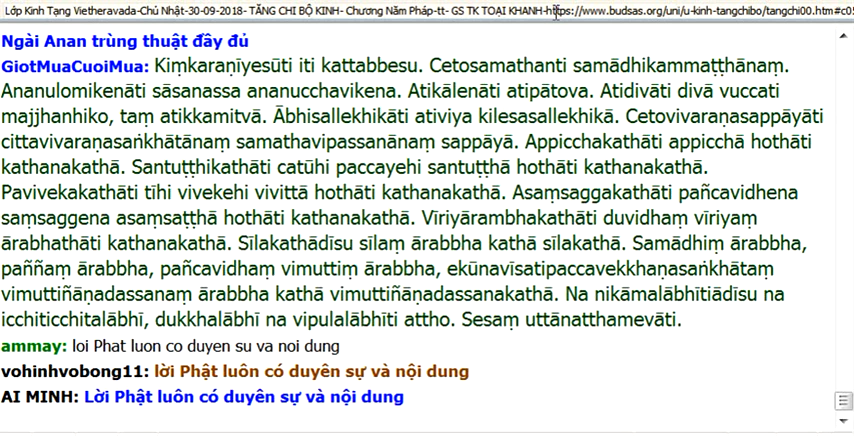 Lớp Kinh Tạng Vietheravada-Chủ Nhật-30-09-2018- TĂNG CHI BỘ KINH- Chương Năm Pháp-tt- GS TK TOẠI KHANH-https://www.budsas.org/uni/u-kinh-tangchibo/tangchi00.htm#c05
Ngài Anan trùng thuật đầy đủ
GiotMuaCuoiMua: Kiṃkaraṇīyesūti iti kattabbesu. Cetosamathanti samādhikammaṭṭhānaṃ.
Ananulomikenāti sāsanassa ananucchavikena. Atikālenāti atipātova. Atidivāti divā vuccati
majjhanhiko, taṃ atikkamitvā. Ābhisallekhikāti ativiya kilesasallekhikā. Cetovivaraṇasappāyāti
cittavivaraṇasaṅkhātānaṃ samathavipassanānaṃ sappāyā. Appicchakathāti appicchā hothāti
kathanakathā. Santuṭṭhikathāti catūhi paccayehi santuṭṭhā hothāti kathanakathā.
Pavivekakathāti tīhi vivekehi vivittā hothāti kathanakathā. Asaṃsaggakathāti pañcavidhena
saṃsaggena asaṃsaṭṭhā hothāti kathanakathā. Vīriyārambhakathāti duvidhaṃ vīriyaṃ
ārabhathāti kathanakathā. Sīlakathādīsu sīlaṃ ārabbha kathā sīlakathā. Samādhiṃ ārabbha,
paññaṃ ārabbha, pañcavidhaṃ vimuttiṃ ārabbha, ekūnavīsatipaccavekkhaṇasaṅkhātaṃ
vimuttiñāṇadassanaṃ ārabbha kathā vimuttiñāṇadassanakathā. Na nikāmalābhītiādīsu na
icchiticchitalābhī, dukkhalābhī na vipulalābhīti attho. Sesaṃ uttānatthamevāti.
ammay: loi Phat luon co duyen su va noi dung
vohinhvobong11: lời Phật luôn có duyên sự và nội dung
AI MINH: Lời Phật luôn có duyên sự và nội dung